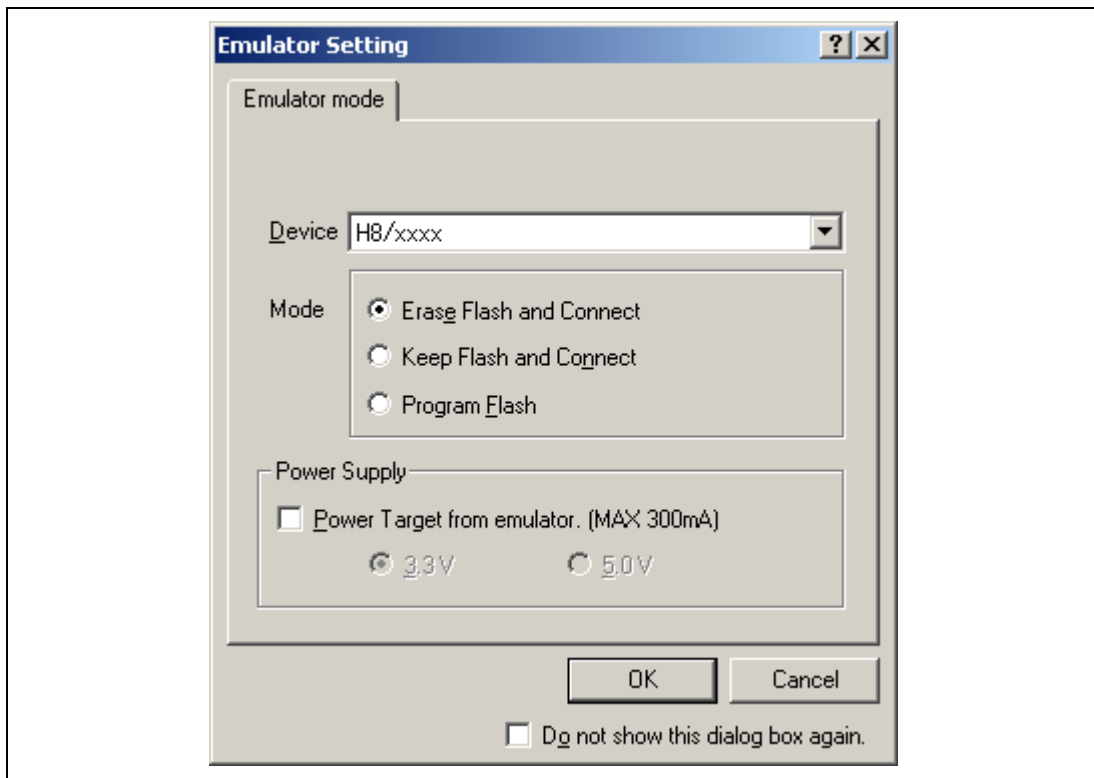 Emulator Setting
Emulator mode
Device H8/xxxx
Mode
Erase Flash and Connect
Keep Flash and Connect
Program Flash
Power Supply
Power Target from emulator. (MAX 300mA)
3.3V 5.0V
OK Cancel
Do not show this dialog box again.